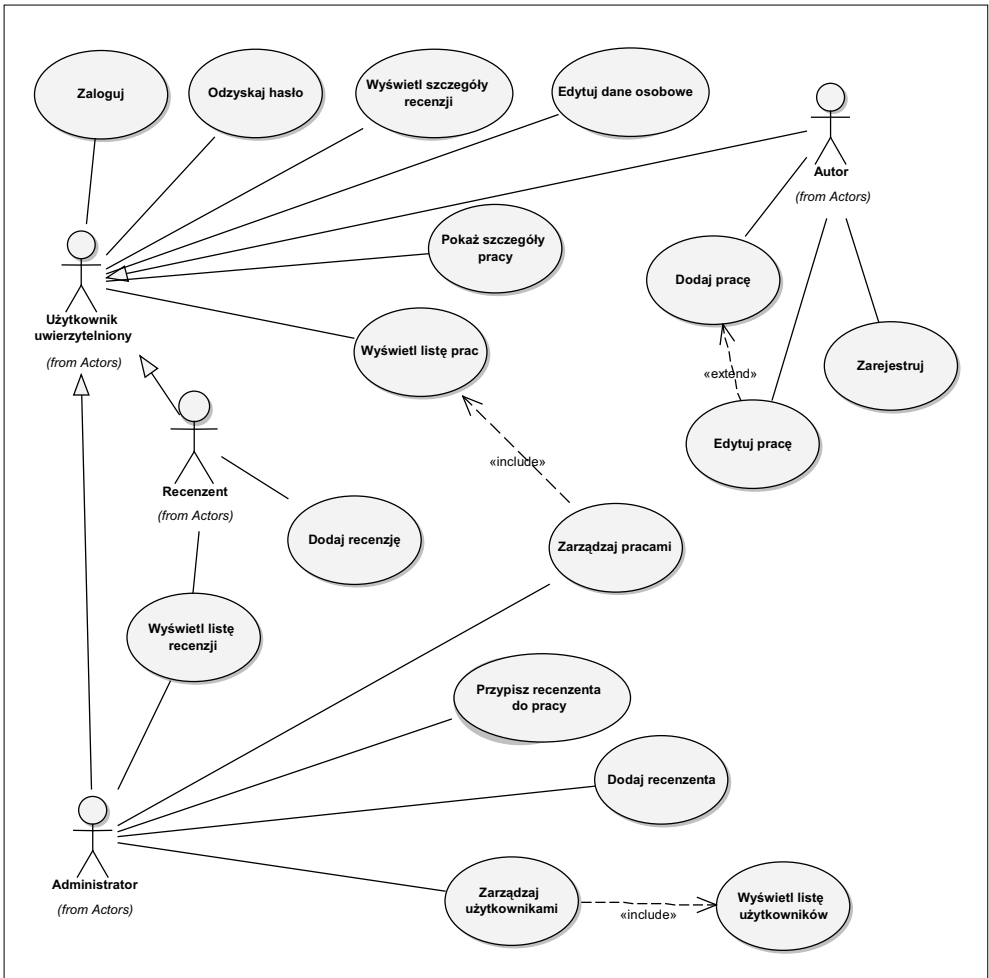 Zaloguj
Odzyskaj hasło
Wyświetl szczegóły
recenzji
Edytuj dane osobowe
Autor
(from Actors)
Pokaż szczegóły
pracy
Dodaj pracę
Użytkownik
uwierzytelniony
(from Actors)
Wyświetl listę prac
Zarejestruj
«extend»
Edytuj pracę
«include»
Recenzent
(from Actors)
Dodaj recenzję
Zarządzaj pracami
Wyświetl listę
recenzji
Przypisz recenzenta
do pracy
Dodaj recenzenta
Administrator
(from Actors)
Zarządzaj
użytkownikami
«include»
Wyświetl listę
użytkowników